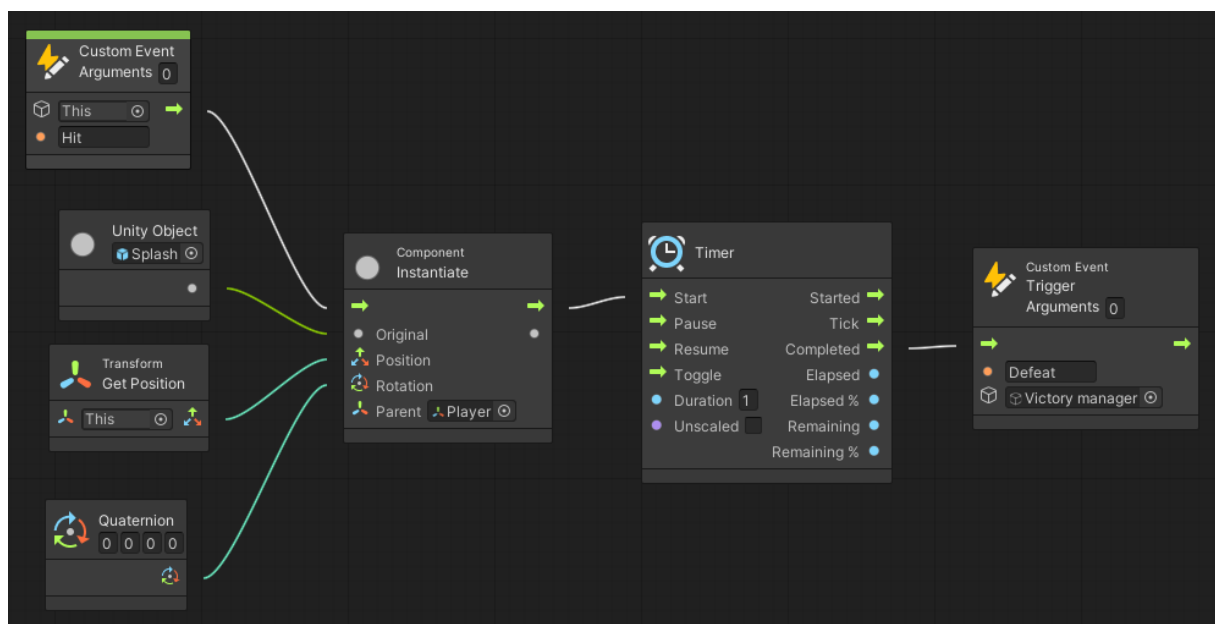 Custom Event
Arguments 0
This
Hit
Unity Object
Splash
Transform
Get Position
This
Quaternion
0 0 0 0
Component
Instantiate
Original
Position
Rotation
Parent Player
Timer
Start Started
Pause Tick
Resume Completed
Toggle Elapsed
Duration 1 Elapsed %
Unscaled Remaining
Remaining %
Custom Event
Trigger
Arguments 0
Defeat
Victory manager